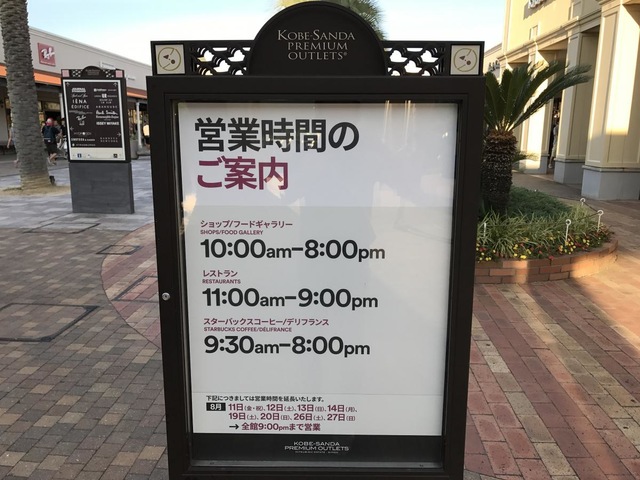 KOBE-SANDA
PREMIUM
OUTLETS®
営業時間の
ご案内
ショップ/フードギャラリー
SHOPS/FOOD GALLERY
10:00am-8:00pm
レストラン
RESTAURANTS
11:00am-9:00pm
スターバックスコーヒー/デリフランス
STARBUCKS COFFEE/DÉLIFRANCE
9:30am-8:00pm
下記につきましては営業時間を延長いたします。
8月 11日(金・祝)、12日(土)、13日(日)、14日(月)、
19日(土)、20日(日)、26日(土)、27日(日)
→全館9:00pmまで営業
KOBE-SANDA
PREMIUM OUTLETS
IÉNA
EDIFICE